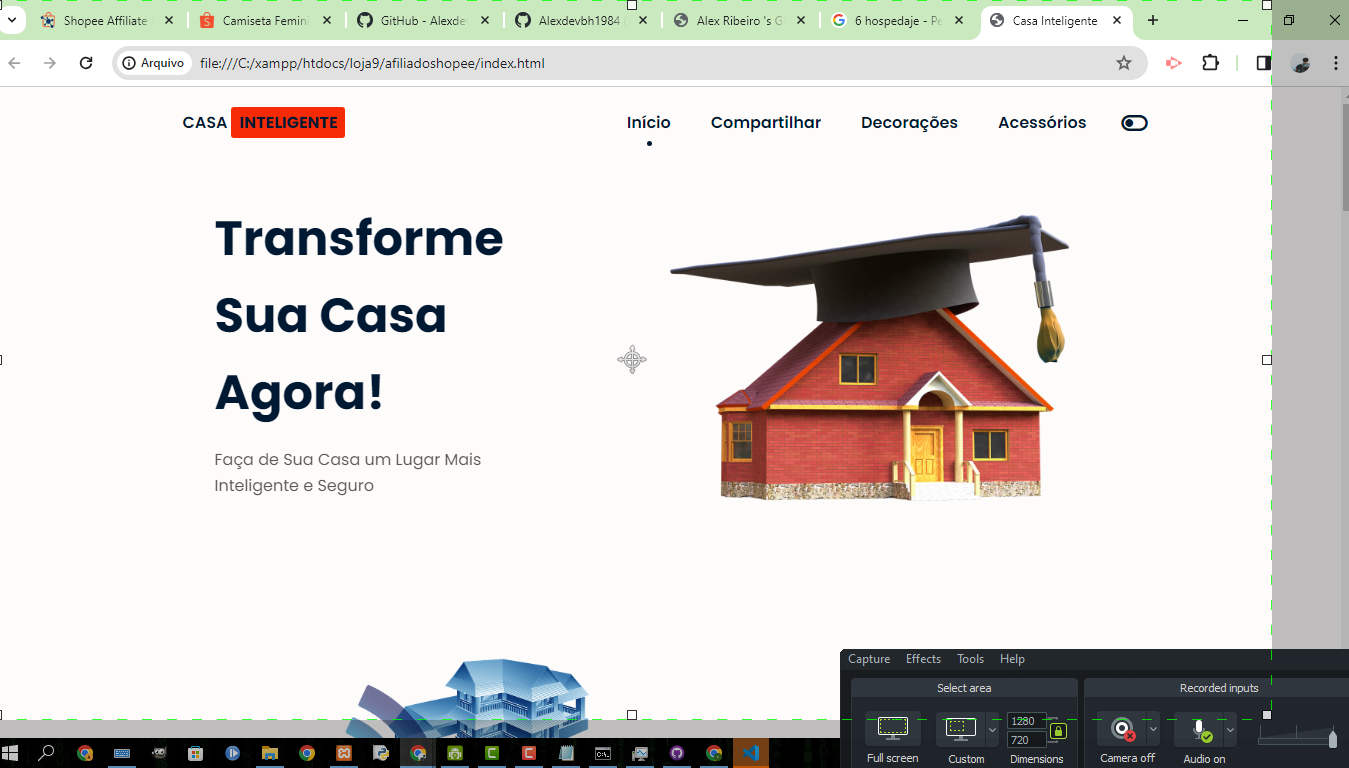 Shopee Affiliate
Camiseta Femini
GitHub - Alexdev
Alexdevbh1984
Alex Ribero 's G
6 hospedaje - Pe
Casa Inteligente
Arquivo
file:///C:/xampp/htdocs/loja9/afiliadoshopee/index.html
CASA INTELIGENTE
Início
Compartilhar
Decorações
Acessórios
Transforme
Sua Casa
Agora!
Faça de Sua Casa um Lugar Mais
Inteligente e Seguro
Capture
Effects
Tools
Help
Select area
Recorded inputs
1280
720
Full screen
Custom
Dimensions
Camera off
Audio on